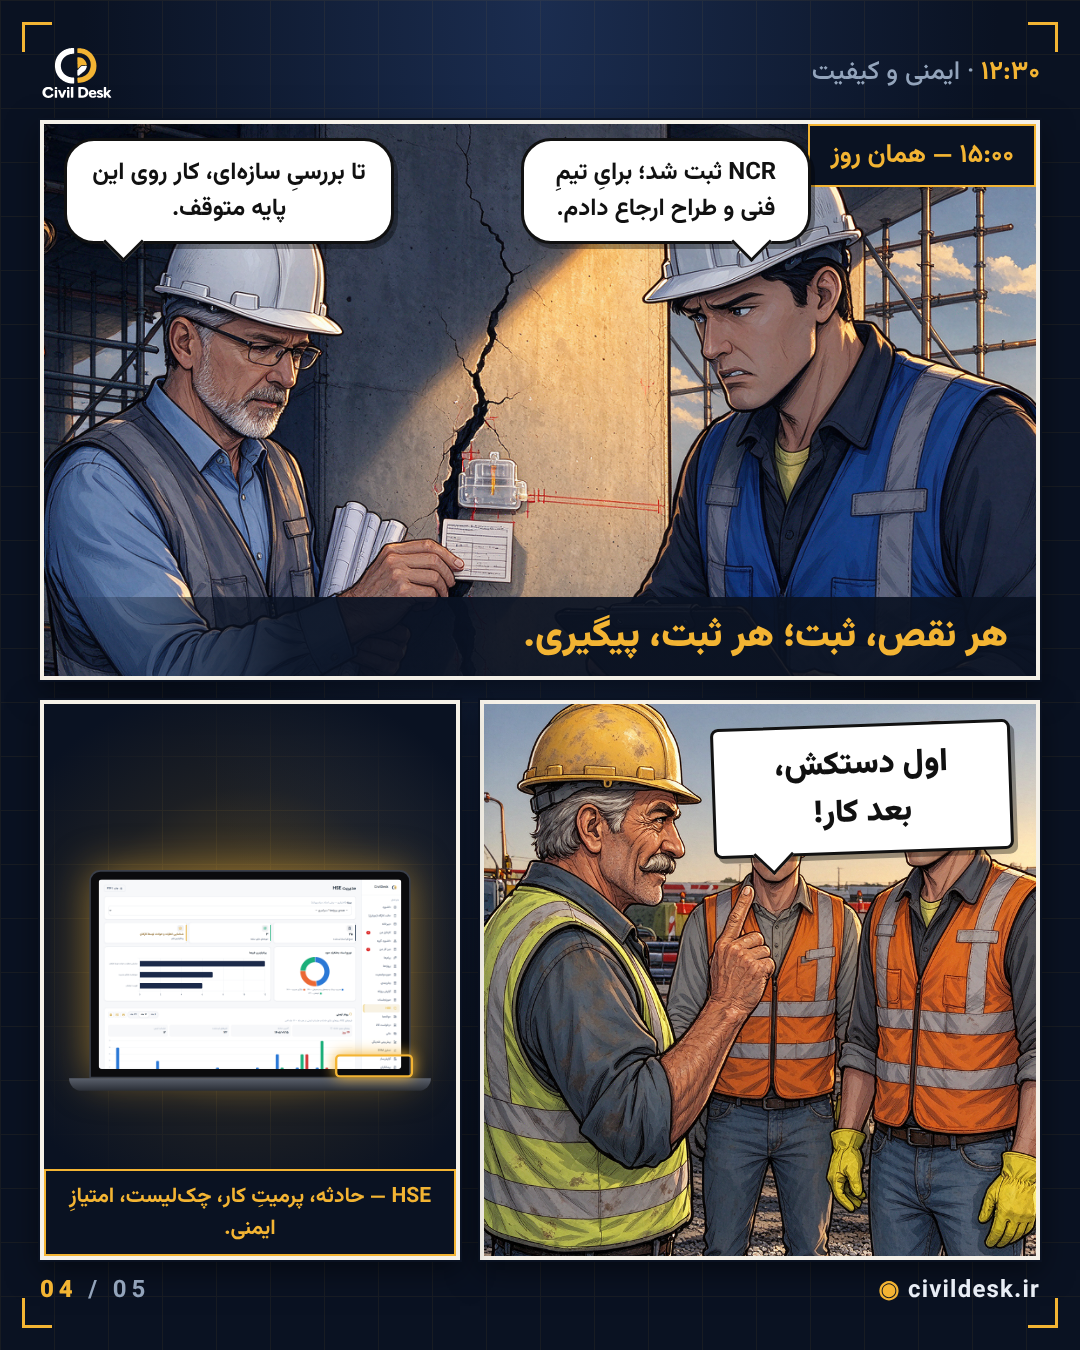 Civil Desk
۱۲:۳۰ · ایمنی و کیفیت
۱۵:۰۰ – همان روز
NCR ثبت شد؛ برایِ تیمِ
فنی و طراح ارجاع دادم.
تا بررسیِ سازه‌ای، کار روی این
پایه متوقف.
هر نقص، ثبت؛ هر ثبت، پیگیری.
اول دستکش،
بعد کار!
HSE – حادثه، پرمیتِ کار، چک‌لیست، امتیازِ
ایمنی.
04 / 05
civildesk.ir